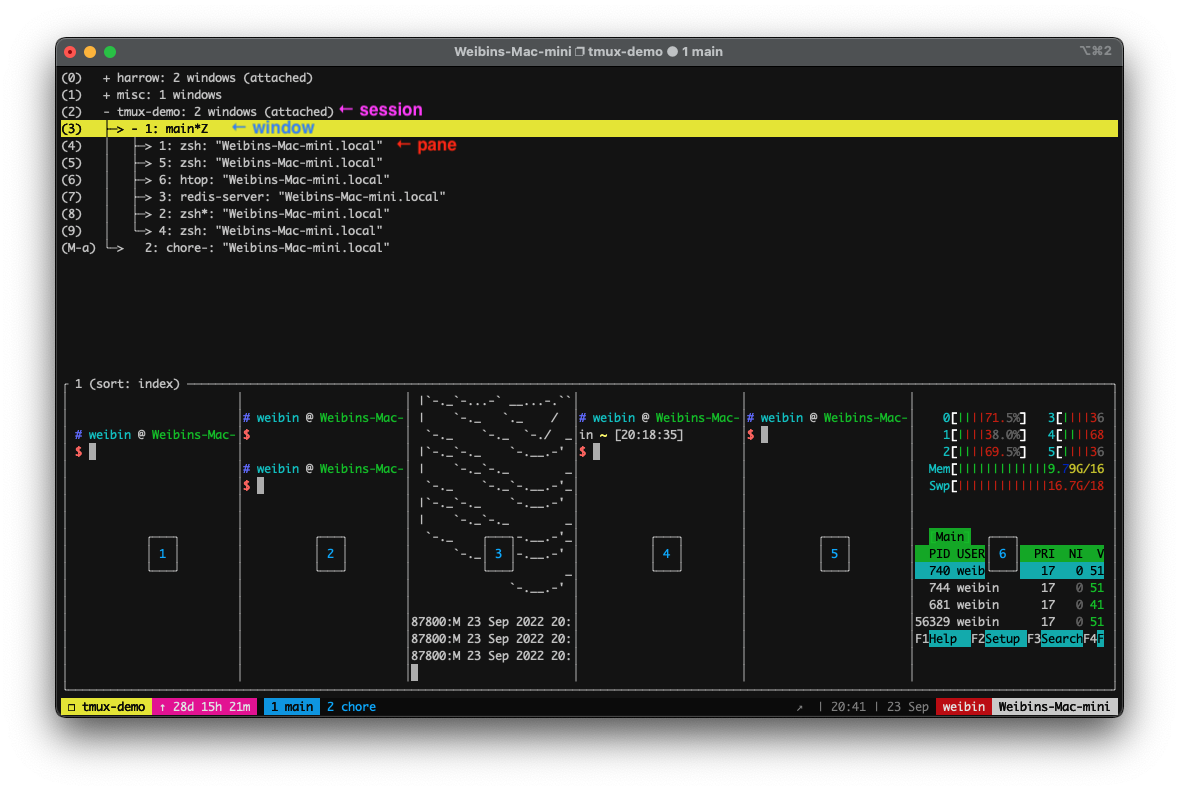 Weibins-Mac-mini ❐ tmux-demo ● 1 main ⌥⌘2
(0) + harrow: 2 windows (attached)
(1) + misc: 1 windows
(2) - tmux-demo: 2 windows (attached) ← session
(3) ├─> - 1: main*Z ← window
(4) │ ├─> 1: zsh: "Weibins-Mac-mini.local" ← pane
(5) │ ├─> 5: zsh: "Weibins-Mac-mini.local"
(6) │ ├─> 6: htop: "Weibins-Mac-mini.local"
(7) │ ├─> 3: redis-server: "Weibins-Mac-mini.local"
(8) │ ├─> 2: zsh*: "Weibins-Mac-mini.local"
(9) │ └─> 4: zsh: "Weibins-Mac-mini.local"
(M-a) └─> 2: chore-: "Weibins-Mac-mini.local"
1 (sort: index)
# weibin @ Weibins-Mac-
$
1
# weibin @ Weibins-Mac-
$
# weibin @ Weibins-Mac-
$
2
3
87800:M 23 Sep 2022 20:
87800:M 23 Sep 2022 20:
87800:M 23 Sep 2022 20:
# weibin @ Weibins-Mac-
in ~ [20:18:35]
$
4
# weibin @ Weibins-Mac-
$
5
0[||||71.5%] 3[||||36
1[||||38.0%] 4[||||68
2[||||69.5%] 5[||||36
Mem[|||||||||||||9.79G/16
Swp[|||||||||||||16.7G/18
Main
PID USER 6 PRI NI V
740 weib 17 0 51
744 weibin 17 0 51
681 weibin 17 0 41
56329 weibin 17 0 51
F1Help F2Setup F3SearchF4F
❐ tmux-demo ↑ 28d 15h 21m 1 main 2 chore ↗ | 20:41 | 23 Sep weibin Weibins-Mac-mini